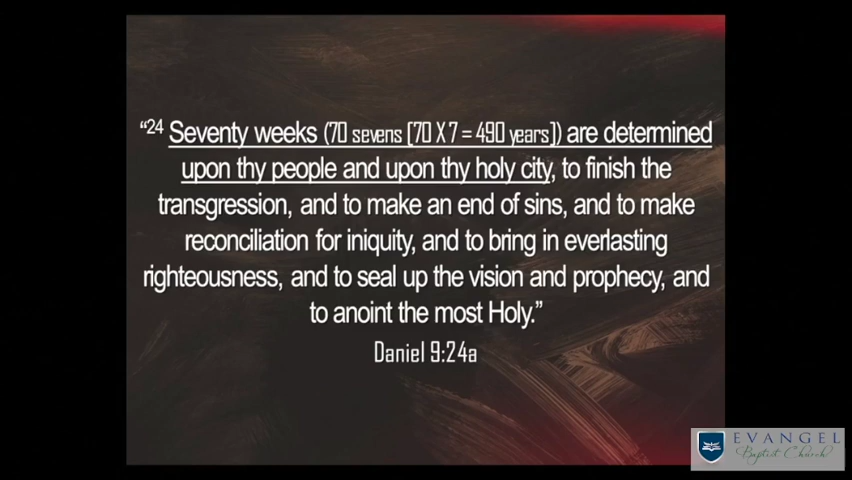 “24 Seventy weeks (70 sevens [70 X 7 = 490 years]) are determined
upon thy people and upon thy holy city, to finish the
transgression, and to make an end of sins, and to make
reconciliation for iniquity, and to bring in everlasting
righteousness, and to seal up the vision and prophecy, and
to anoint the most Holy.”
Daniel 9:24a
EVANGEL
Baptist Church